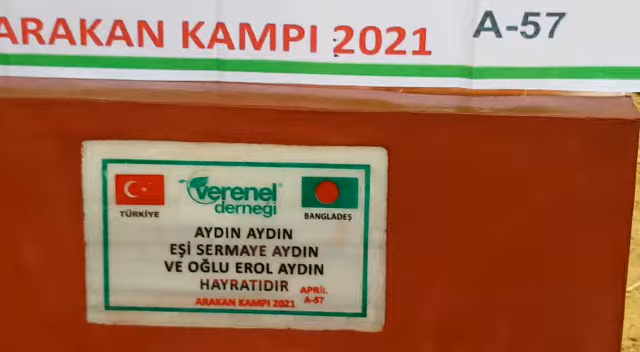 ARAKAN KAMPI 2021 A-57
verenel
derneği
TÜRKİYE
BANGLADEŞ
AYDIN AYDIN
EŞİ SERMAYE AYDIN
VE OĞLU EROL AYDIN
HAYRATIDIR
ARAKAN KAMPI 2021 APRIL
A-57